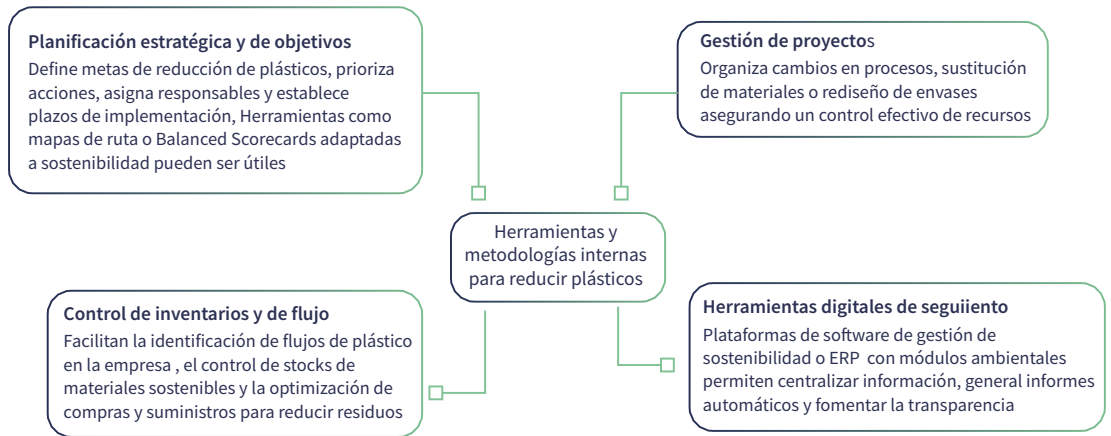 Planificación estratégica y de objetivos
Define metas de reducción de plásticos, prioriza
acciones, asigna responsables y establece
plazos de implementación, Herramientas como
mapas de ruta o Balanced Scorecards adaptadas
a sostenibilidad pueden ser útiles
Gestión de proyectos
Organiza cambios en procesos, sustitución
de materiales o rediseño de envases
asegurando un control efectivo de recursos
Herramientas y
metodologías internas
para reducir plásticos
Control de inventarios y de flujo
Facilitan la identificación de flujos de plástico
en la empresa , el control de stocks de
materiales sostenibles y la optimización de
compras y suministros para reducir residuos
Herramientas digitales de seguiiento
Plataformas de software de gestión de
sostenibilidad o ERP con módulos ambientales
permiten centralizar información, general informes
automáticos y fomentar la transparencia